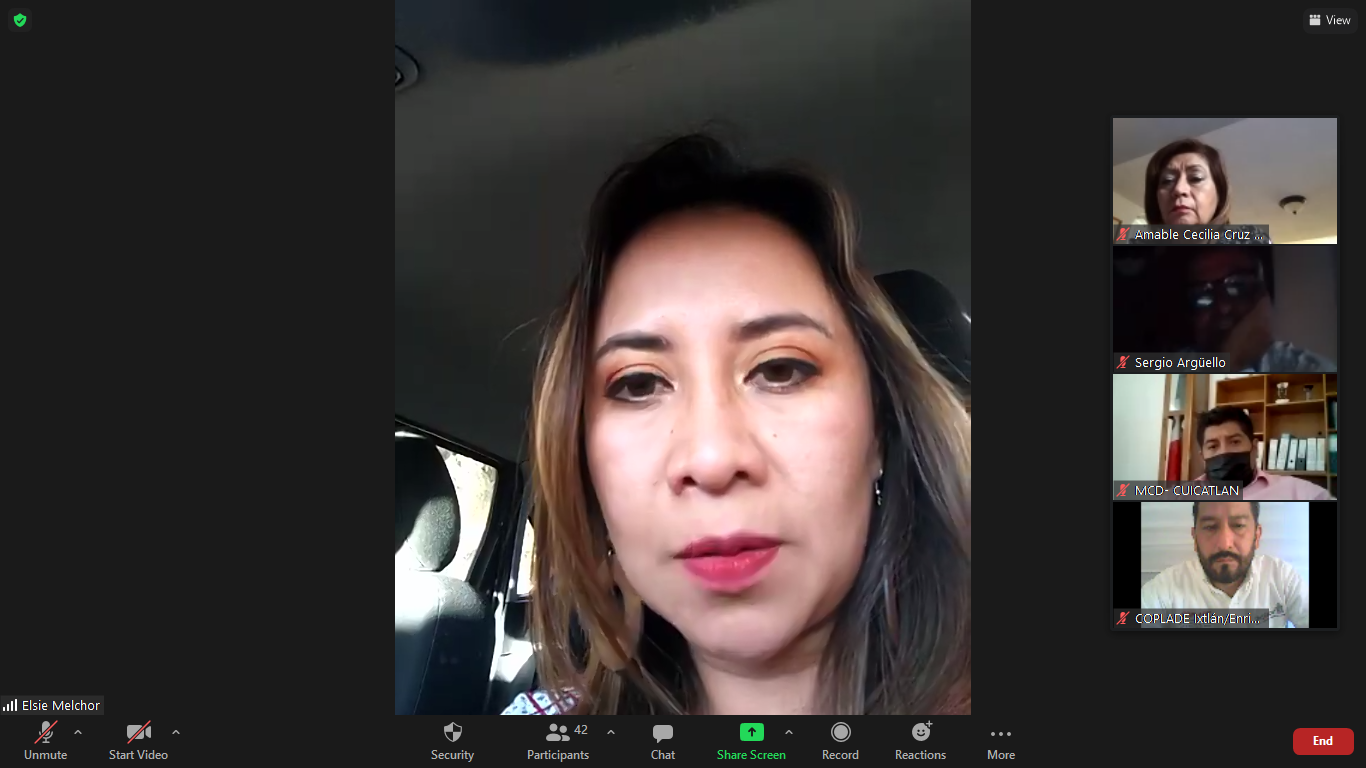 View
Amable Cecilia Cruz ...
Sergio Argüello
MCD- CUICATLAN
COPLADE Ixtlán/Enri...
Elsie Melchor
Unmute
Start Video
Security
Participants
42
Chat
Share Screen
Record
Reactions
More
End